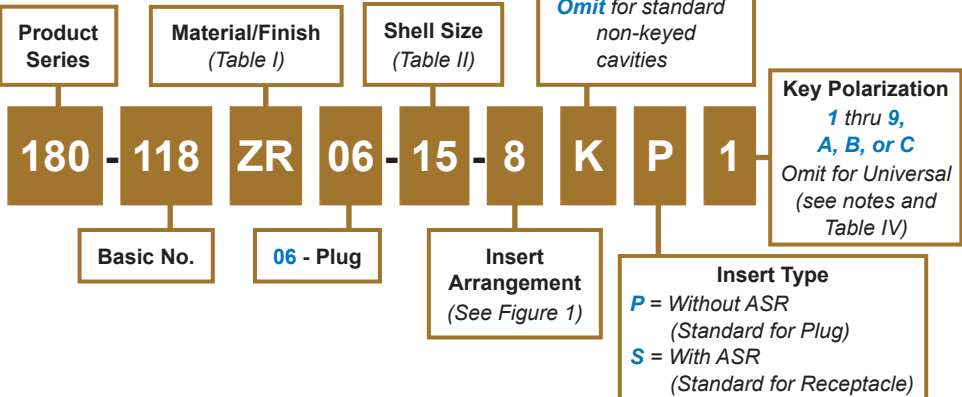 Omit for standard
non-keyed
cavities
Product
Series
Material/Finish
(Table I)
Shell Size
(Table II)
Key Polarization
1 thru 9,
A, B, or C
Omit for Universal
(see notes and
Table IV)
180 - 118 ZR 06 - 15 - 8 K P 1
Basic No.
06 - Plug
Insert
Arrangement
(See Figure 1)
Insert Type
P = Without ASR
(Standard for Plug)
S = With ASR
(Standard for Receptacle)